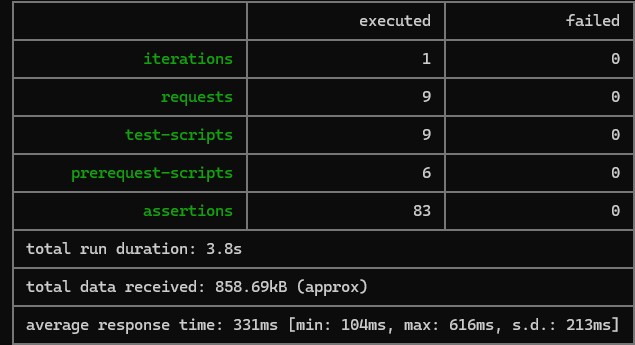 executed failed
iterations 1 0
requests 9 0
test-scripts 9 0
prerequest-scripts 6 0
assertions 83 0
total run duration: 3.8s
total data received: 858.69kB (approx)
average response time: 331ms [min: 104ms, max: 616ms, s.d.: 213ms]